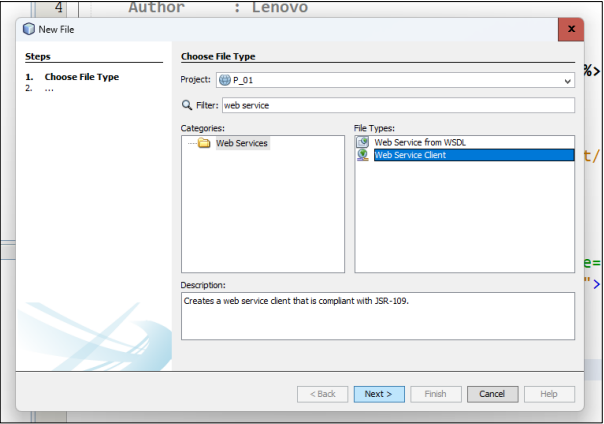 4 Author : Lenovo
New File
x
Steps
1. Choose File Type
2. ...
Choose File Type
Project: P_01
%>
Filter: web service
Categories:
Web Services
File Types:
Web Service from WSDL
Web Service Client
t/
e=
">
Description:
Creates a web service client that is compliant with JSR-109.
< Back
Next >
Finish
Cancel
Help